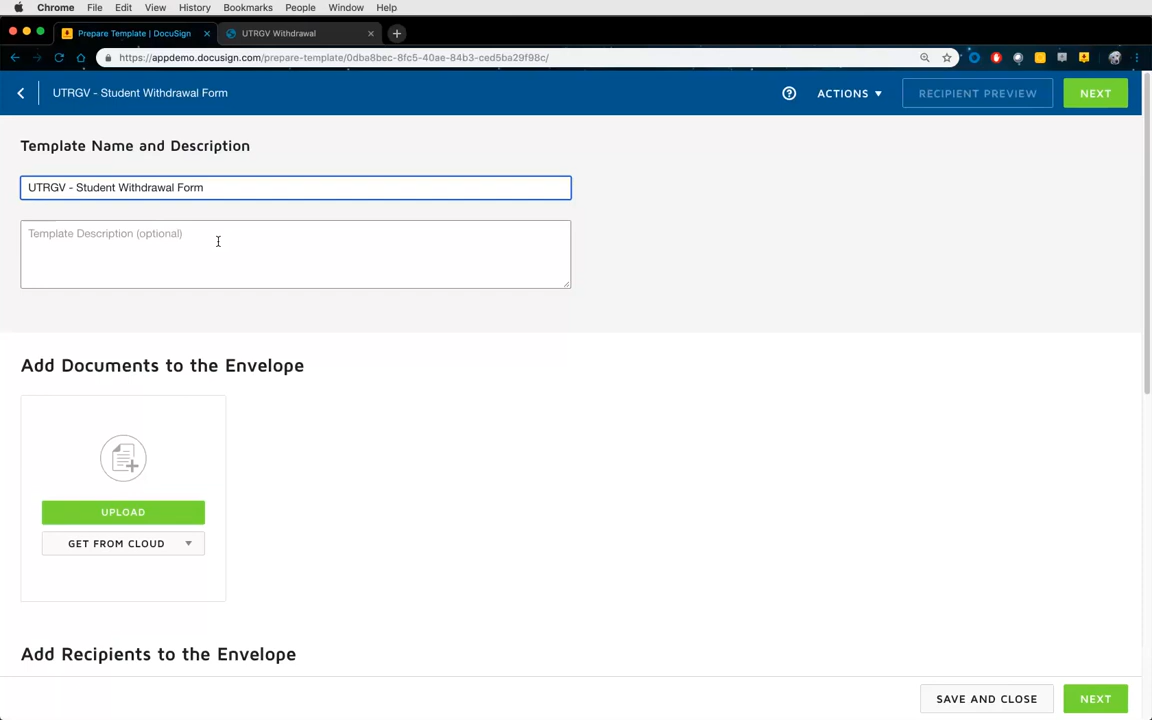 Chrome File Edit View History Bookmarks People Window Help
Prepare Template | DocuSign
UTRGV Withdrawal
https://appdemo.docusign.com/prepare-template/0dba8bec-8fc5-40ae-84b3-ced5ba29f98c/
UTRGV - Student Withdrawal Form
ACTIONS
RECIPIENT PREVIEW
NEXT
Template Name and Description
UTRGV - Student Withdrawal Form
Template Description (optional)
Add Documents to the Envelope
UPLOAD
GET FROM CLOUD
Add Recipients to the Envelope
SAVE AND CLOSE
NEXT